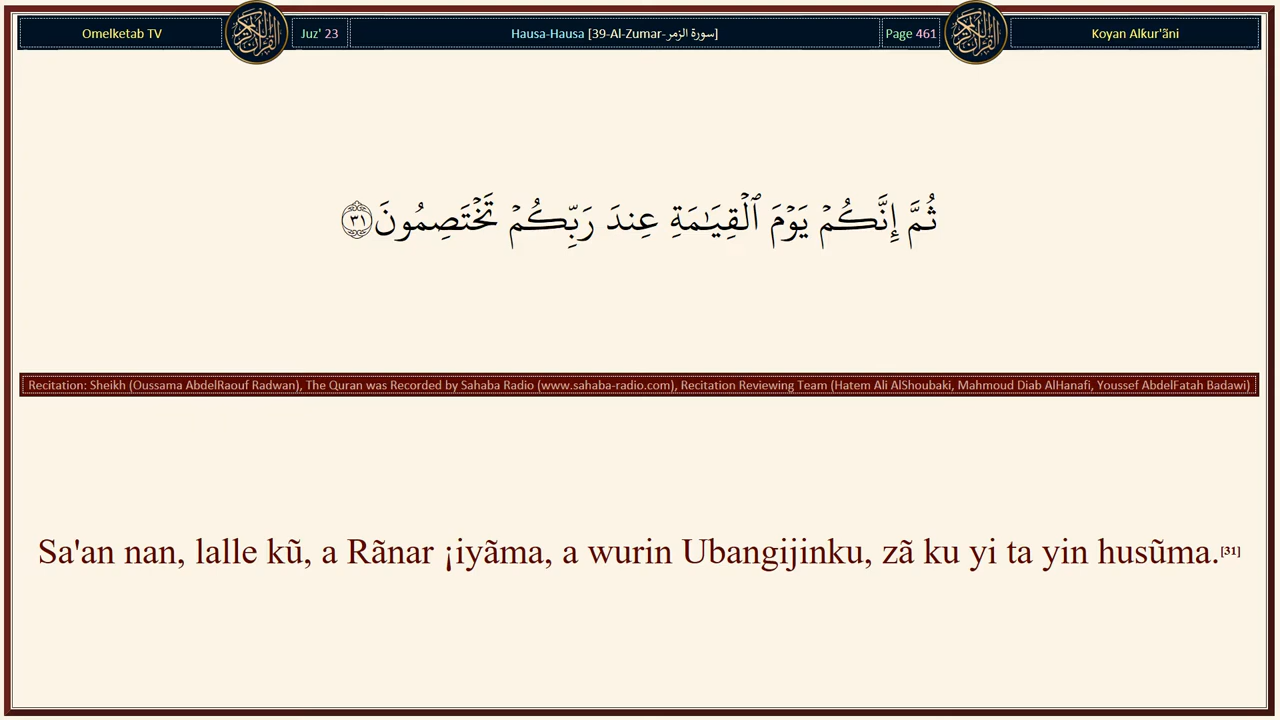 Omelketab TV
Juz' 23
Hausa-Hausa [39-Al-Zumar-سورة الزمر]
Page 461
Koyan Alƙur'ãni
ثُمَّ إِنَّكُمۡ يَوۡمَ ٱلۡقِيَٰمَةِ عِندَ رَبِّكُمۡ تَخۡتَصِمُونَ ٣١
Recitation: Sheikh (Oussama AbdelRaouf Radwan), The Quran was Recorded by Sahaba Radio (www.sahaba-radio.com), Recitation Reviewing Team (Hatem Ali AlShoubaki, Mahmoud Diab AlHanafi, Youssef AbdelFatah Badawi)
Sa'an nan, lalle kũ, a Rãnar ¡iyãma, a wurin Ubangijinku, zã ku yi ta yin husũma.[31]